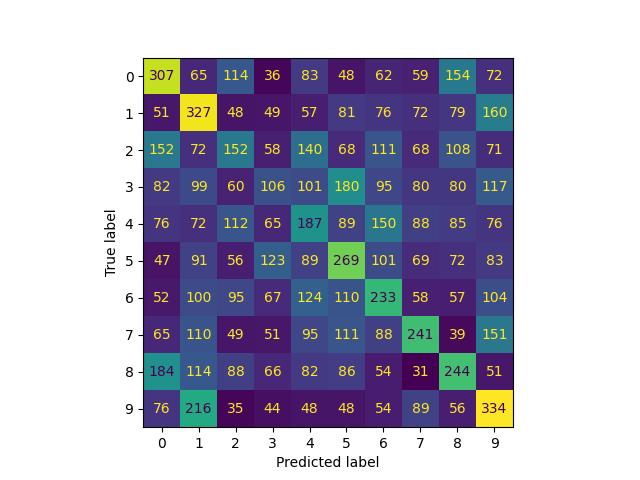 0 307 65 114 36 83 48 62 59 154 72
1 51 327 48 49 57 81 76 72 79 160
2 152 72 152 58 140 68 111 68 108 71
3 82 99 60 106 101 180 95 80 80 117
4 76 72 112 65 187 89 150 88 85 76
5 47 91 56 123 89 269 101 69 72 83
6 52 100 95 67 124 110 233 58 57 104
7 65 110 49 51 95 111 88 241 39 151
8 184 114 88 66 82 86 54 31 244 51
9 76 216 35 44 48 48 54 89 56 334
0 1 2 3 4 5 6 7 8 9
Predicted label
True label